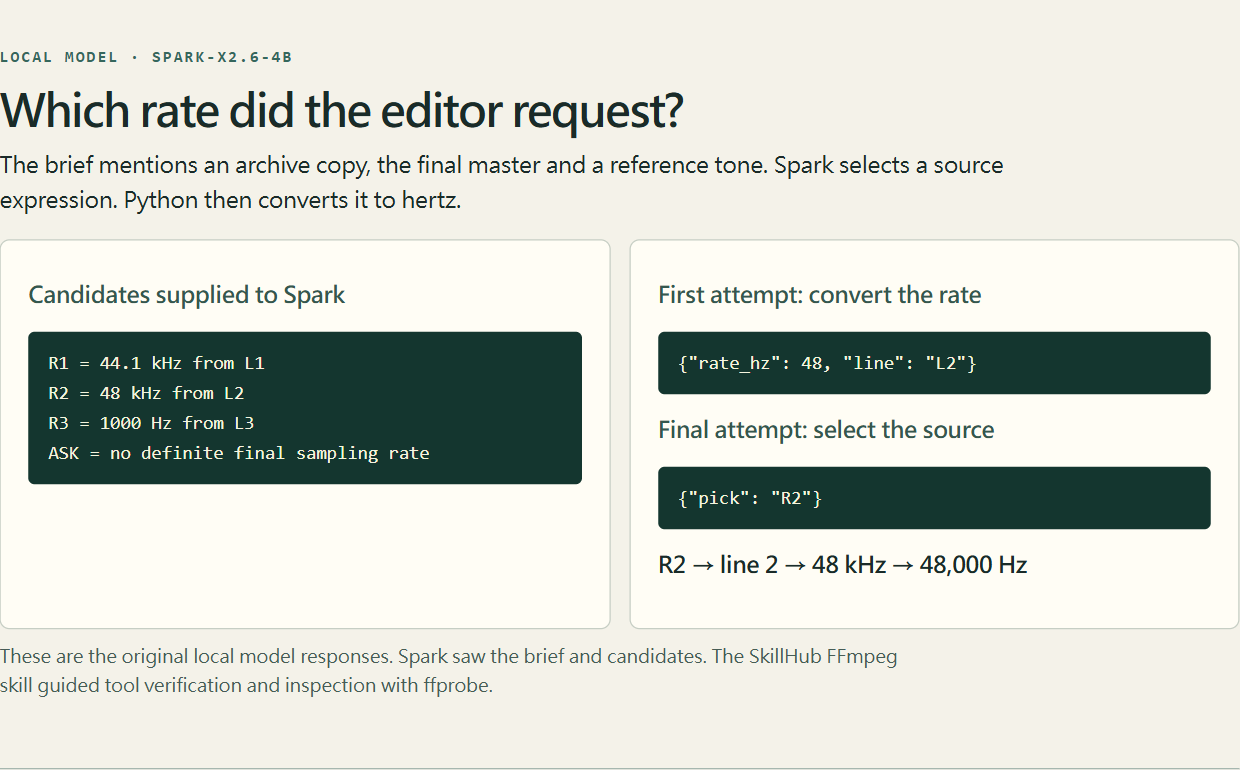 LOCAL MODEL · SPARK-X2.6-4B
Which rate did the editor request?
The brief mentions an archive copy, the final master and a reference tone. Spark selects a source
expression. Python then converts it to hertz.
Candidates supplied to Spark
R1 = 44.1 kHz from L1
R2 = 48 kHz from L2
R3 = 1000 Hz from L3
ASK = no definite final sampling rate
First attempt: convert the rate
{"rate_hz": 48, "line": "L2"}
Final attempt: select the source
{"pick": "R2"}
R2 → line 2 → 48 kHz → 48,000 Hz
These are the original local model responses. Spark saw the brief and candidates. The SkillHub FFmpeg
skill guided tool verification and inspection with ffprobe.